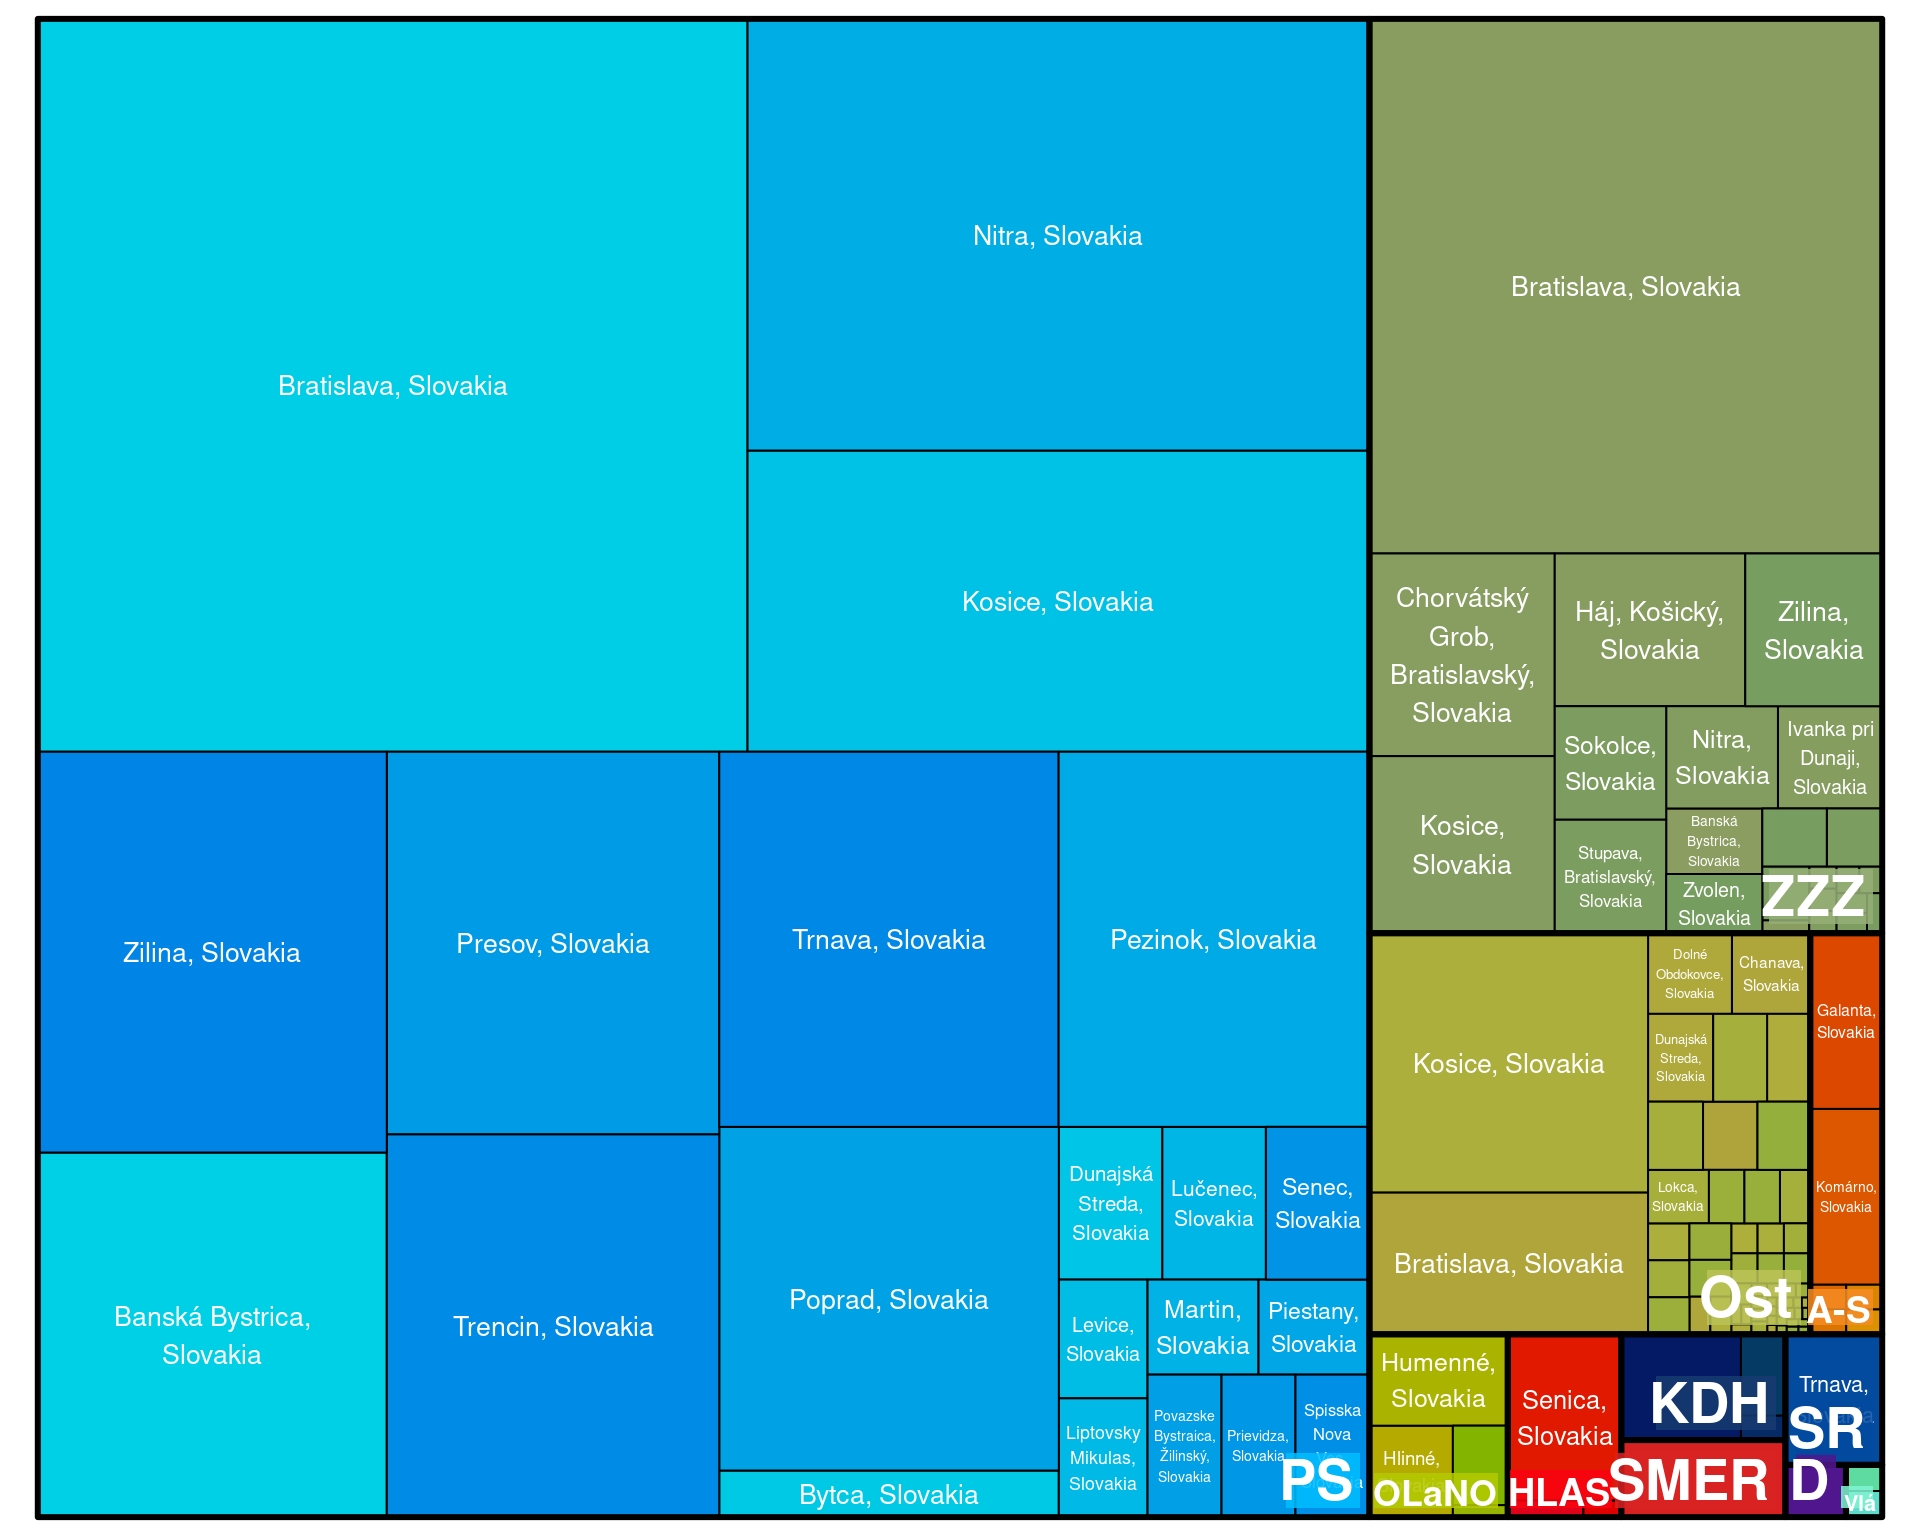 Bratislava, Slovakia
Nitra, Slovakia
Kosice, Slovakia
Zilina, Slovakia
Presov, Slovakia
Trnava, Slovakia
Pezinok, Slovakia
Banská Bystrica,
Slovakia
Trencin, Slovakia
Poprad, Slovakia
Bytca, Slovakia
Dunajská
Streda,
Slovakia
Lučenec,
Slovakia
Senec,
Slovakia
Levice,
Slovakia
Martin,
Slovakia
Piestany,
Slovakia
Liptovsky
Mikulas,
Slovakia
Povazske
Bystraica,
Žilinský,
Slovakia
Prievidza,
Slovakia
Spisska
Nova
PS
Bratislava, Slovakia
Chorvátský
Grob,
Bratislavský,
Slovakia
Háj, Košický,
Slovakia
Zilina,
Slovakia
Kosice,
Slovakia
Sokolce,
Slovakia
Nitra,
Slovakia
Ivanka pri
Dunaji,
Slovakia
Stupava,
Bratislavský,
Slovakia
Banská
Bystrica,
Slovakia
Zvolen,
Slovakia
ZZZ
Kosice, Slovakia
Bratislava, Slovakia
Dolné
Obdokovce,
Slovakia
Chanava,
Slovakia
Dunajská
Streda,
Slovakia
Lokca,
Slovakia
Ost
Galanta,
Slovakia
Komárno,
Slovakia
A-S
Humenné,
Slovakia
Hlinné,
OLaNO
Senica,
Slovakia
HLAS
KDH
SMER
Trnava,
SR
D
Vlá